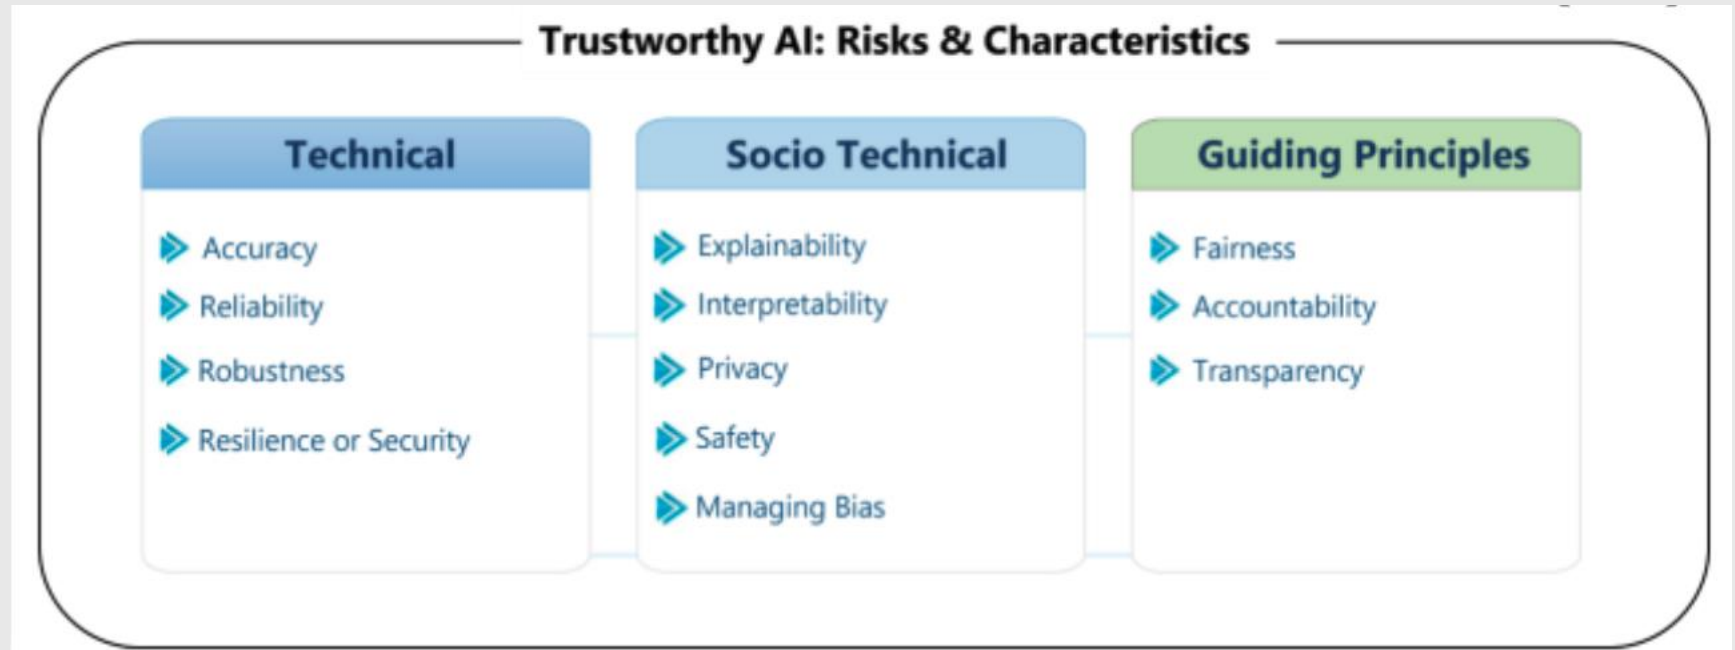 Trustworthy AI: Risks & Characteristics
Technical
Accuracy
Reliability
Robustness
Resilience or Security
Socio Technical
Explainability
Interpretability
Privacy
Safety
Managing Bias
Guiding Principles
Fairness
Accountability
Transparency